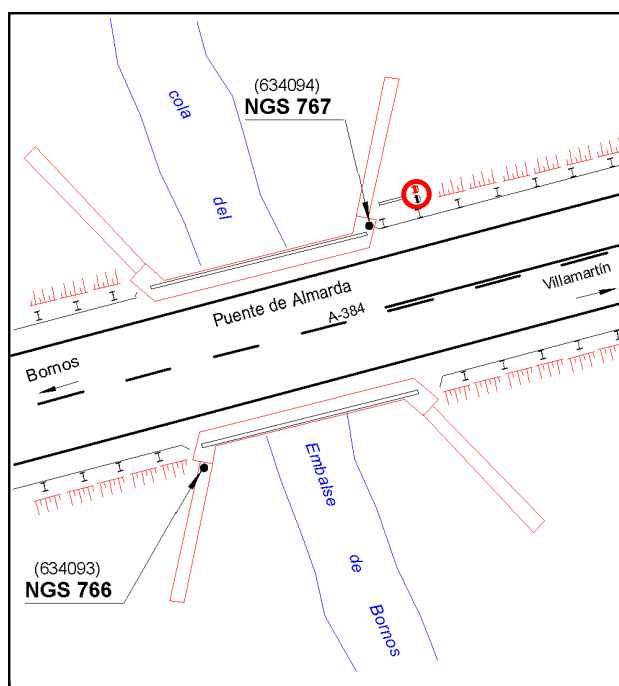 (634094)
NGS 767
cola
del
Puente de Almarda
A-384
Villamartín
Bornos
Embalse
de
Bornos
(634093)
NGS 766